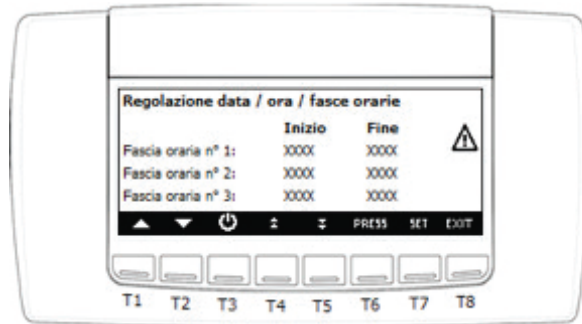 Regolazione data / ora / fasce orarie
Inizio Fine
Fascia oraria n° 1: XXXX XXXX
Fascia oraria n° 2: XXXX XXXX
Fascia oraria n° 3: XXXX XXXX
PRESS SET EXIT
T1 T2 T3 T4 T5 T6 T7 T8